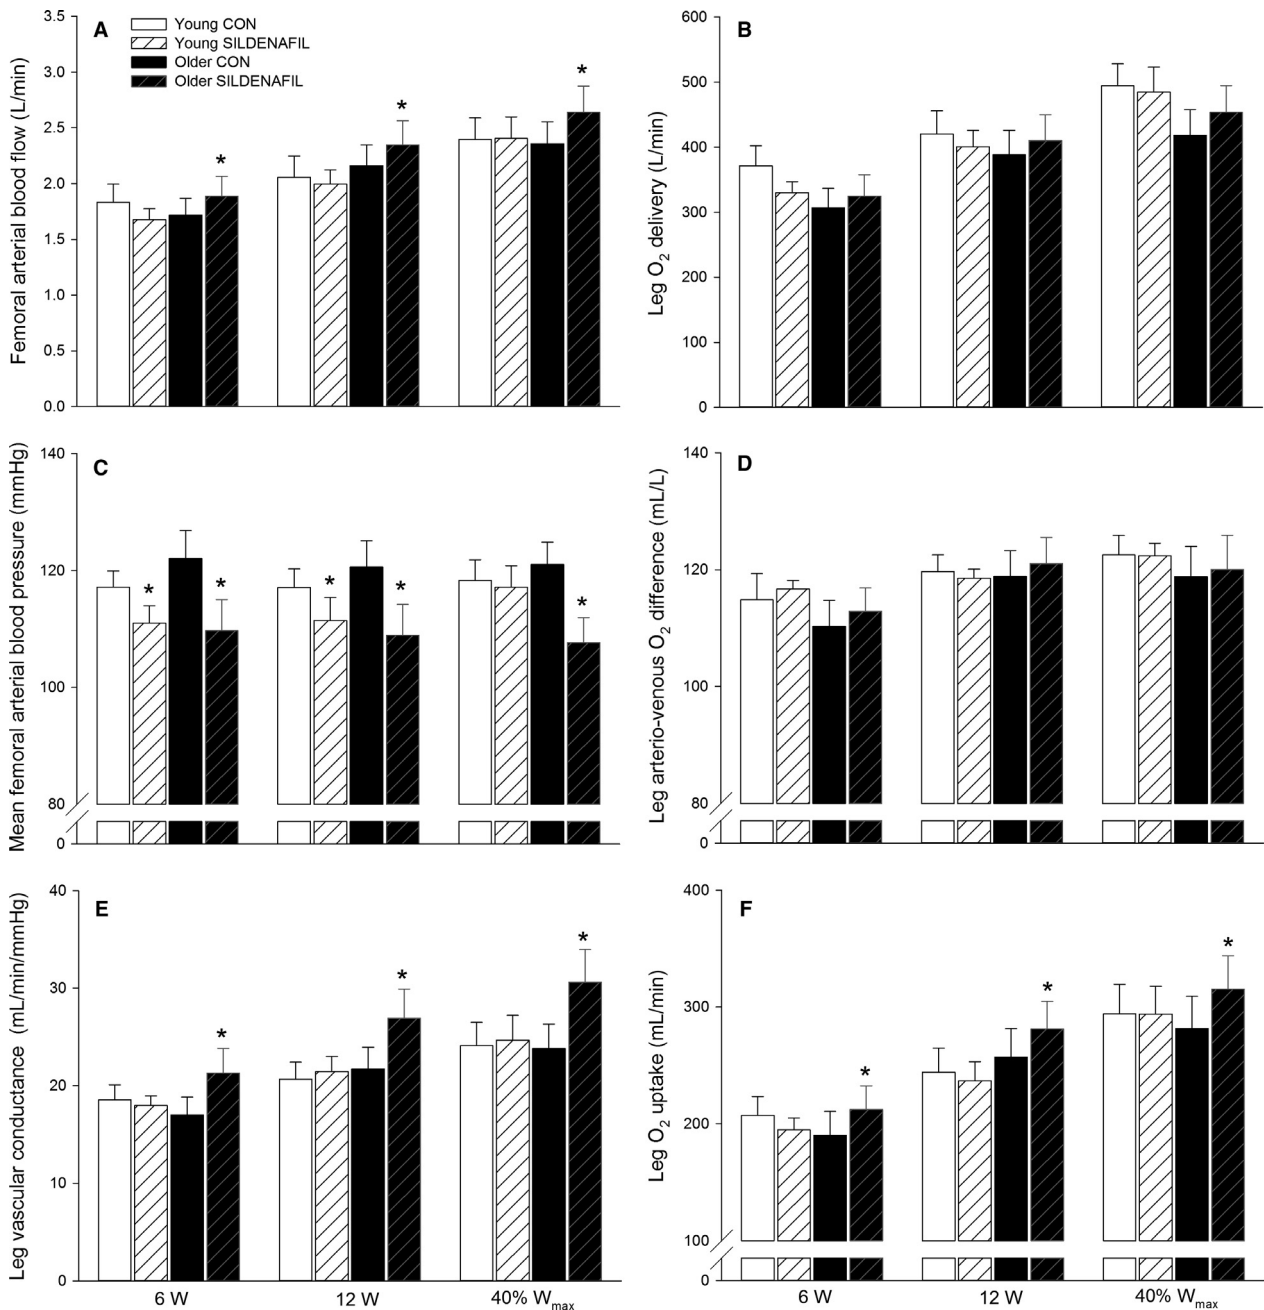 A
Young CON
Young SILDENAFIL
Older CON
Older SILDENAFIL
Femoral arterial blood flow (L/min)
3.5
3.0
2.5
2.0
1.5
1.0
0.5
0.0
*
*
*
B
Leg O2 delivery (L/min)
600
500
400
300
200
100
0
C
Mean femoral arterial blood pressure (mmHg)
140
120
100
80
0
*
*
*
*
*
D
Leg arterio-venous O2 difference (mL/L)
140
120
100
80
0
E
Leg vascular conductance (mL/min/mmHg)
40
30
20
10
0
*
*
*
6 W
12 W
40% Wmax
F
Leg O2 uptake (mL/min)
400
300
200
100
0
*
*
*
6 W
12 W
40% Wmax